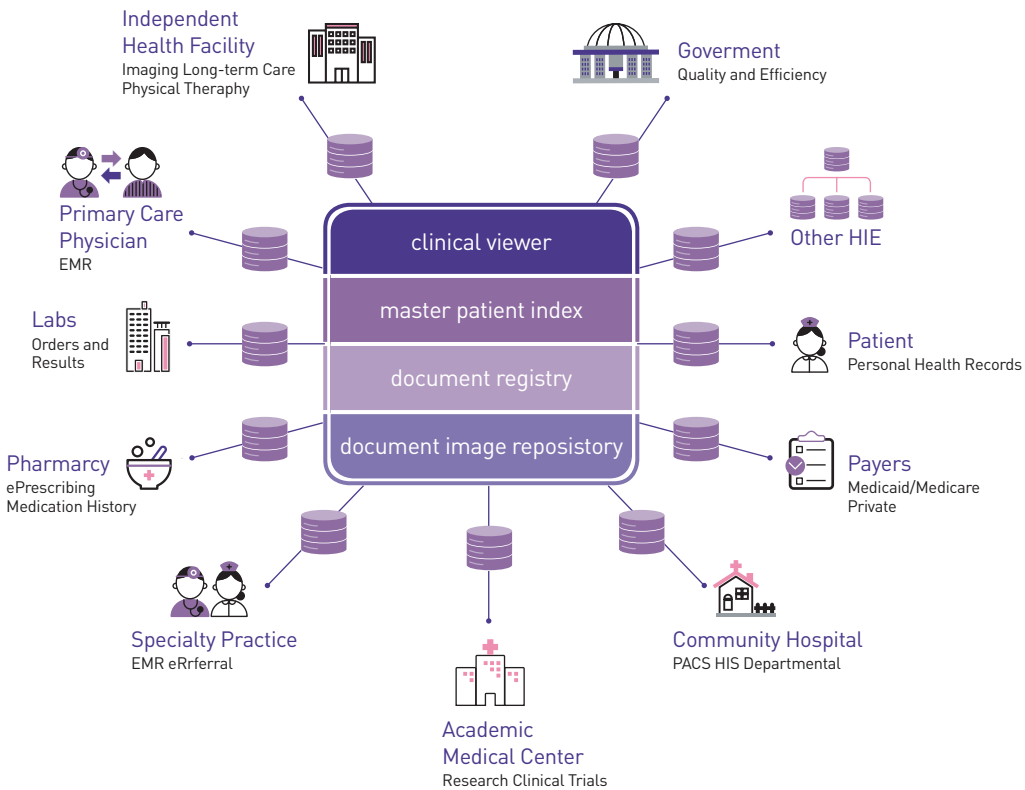 Independent
Health Facility
Imaging Long-term Care
Physical Theraphy
Goverment
Quality and Efficiency
Primary Care
Physician
EMR
Other HIE
Labs
Orders and
Results
Patient
Personal Health Records
Pharmarcy
ePrescribing
Medication History
Payers
Medicaid/Medicare
Private
clinical viewer
master patient index
document registry
document image reposistory
Specialty Practice
EMR eRrferral
Academic
Medical Center
Research Clinical Trials
Community Hospital
PACS HIS Departmental